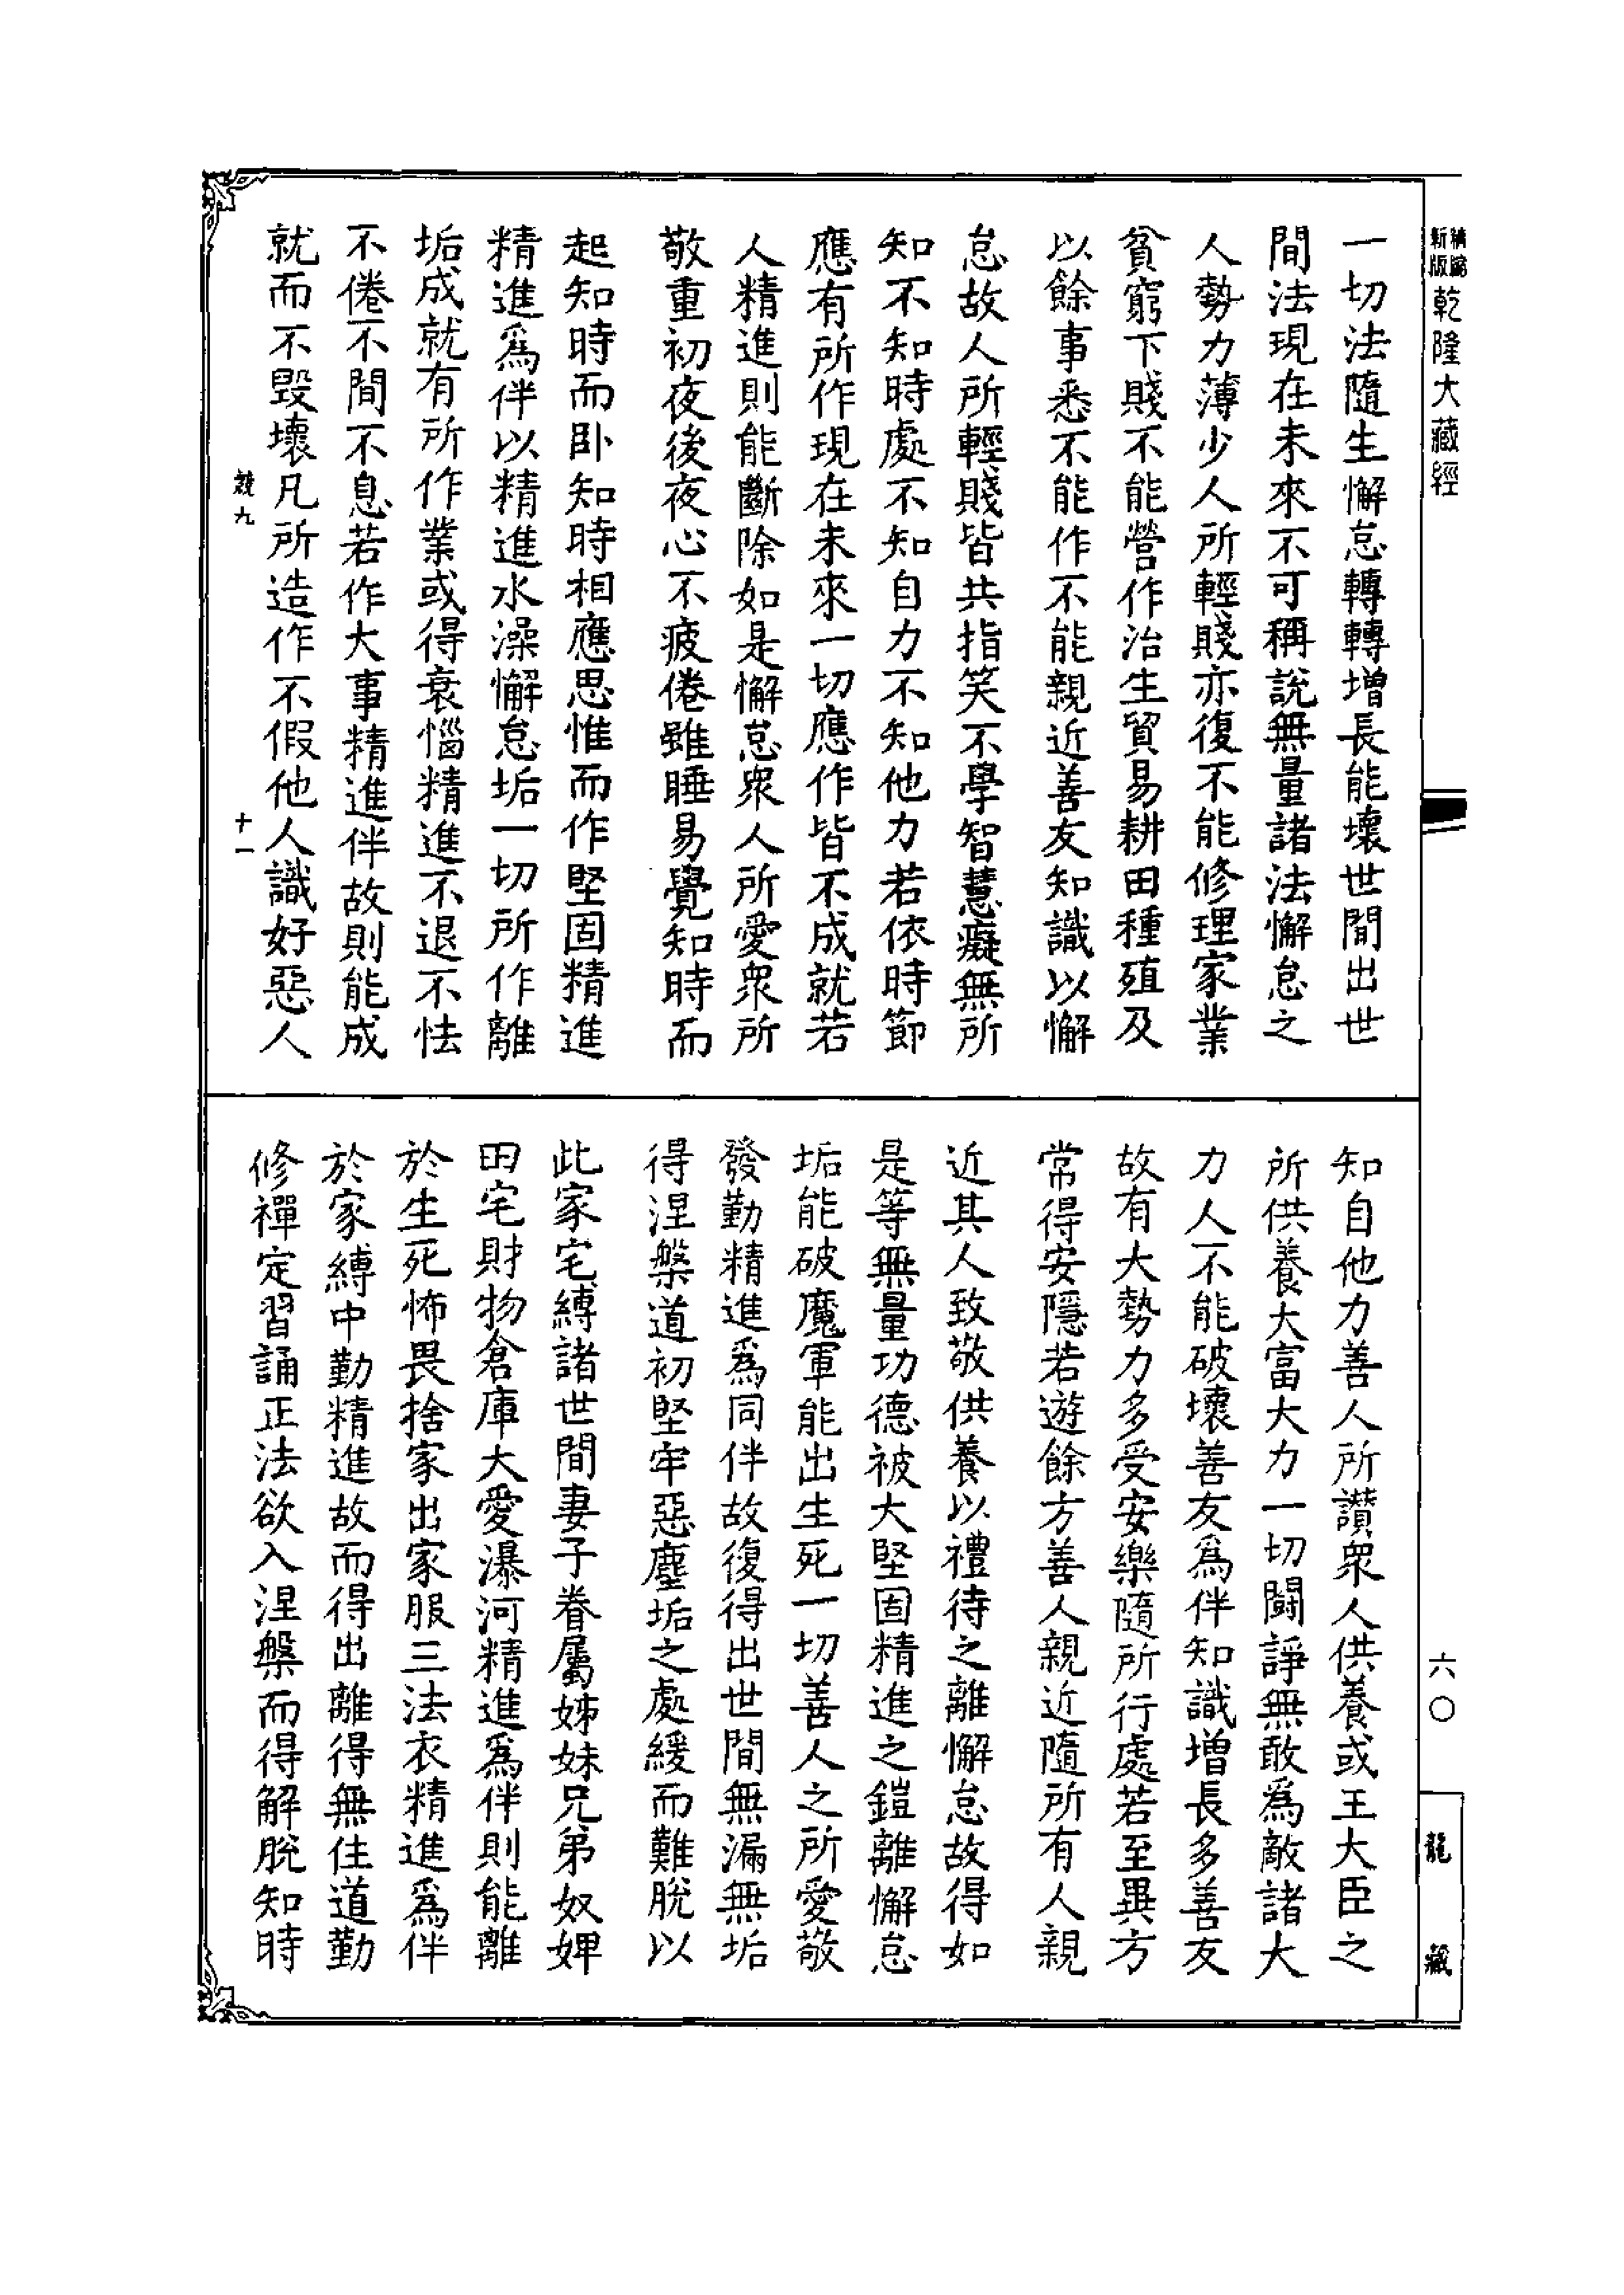 新版
精縮
乾隆大藏經
六〇
龍藏
一切法隨生懈怠轉轉增長能壞世間出世
間法現在未來不可稱說無量諸法懈怠之
人勢力薄少人所輕賤亦復不能修理家業
貧窮下賤不能營作治生貿易耕田種殖及
以餘事悉不能作不能親近善友知識以懈
怠故人所輕賤皆共指笑不學智慧癡無所
知不知時處不知自力不知他力若依時節
應有所作現在未來一切應作皆不成就若
人精進則能斷除如是懈怠眾人所愛眾所
敬重初夜後夜心不疲倦雖睡易覺知時而
起知時而臥知時相應思惟而作堅固精進
精進為伴以精進水澡懈怠垢一切所作離
垢成就有所作業或得衰惱精進不退不怯
不倦不間不息若作大事精進伴故則能成
就而不毀壞凡所造作不假他人識好惡人
競九
十一
知自他力善人所讚眾人供養或王大臣之
所供養大富大力一切鬪諍無敢為敵諸大
力人不能破壞善友為伴知識增長多善友
故有大勢力多受安樂隨所行處若至異方
常得安隱若遊餘方善人親近隨所有人親
近其人致敬供養以禮待之離懈怠故得如
是等無量功德被大堅固精進之鎧離懈怠
垢能破魔軍能出生死一切善人之所愛敬
發勤精進為同伴故復得出世間無漏無垢
得涅槃道初堅牢惡塵垢之處緩而難脫以
此家宅縛諸世間妻子眷屬姊妹兄弟奴婢
田宅財物倉庫大愛瀑河精進為伴則能離
於生死怖畏捨家出家服三法衣精進為伴
於家縛中勤精進故而得出離得無住道勤
修禪定習誦正法欲入涅槃而得解脫知時